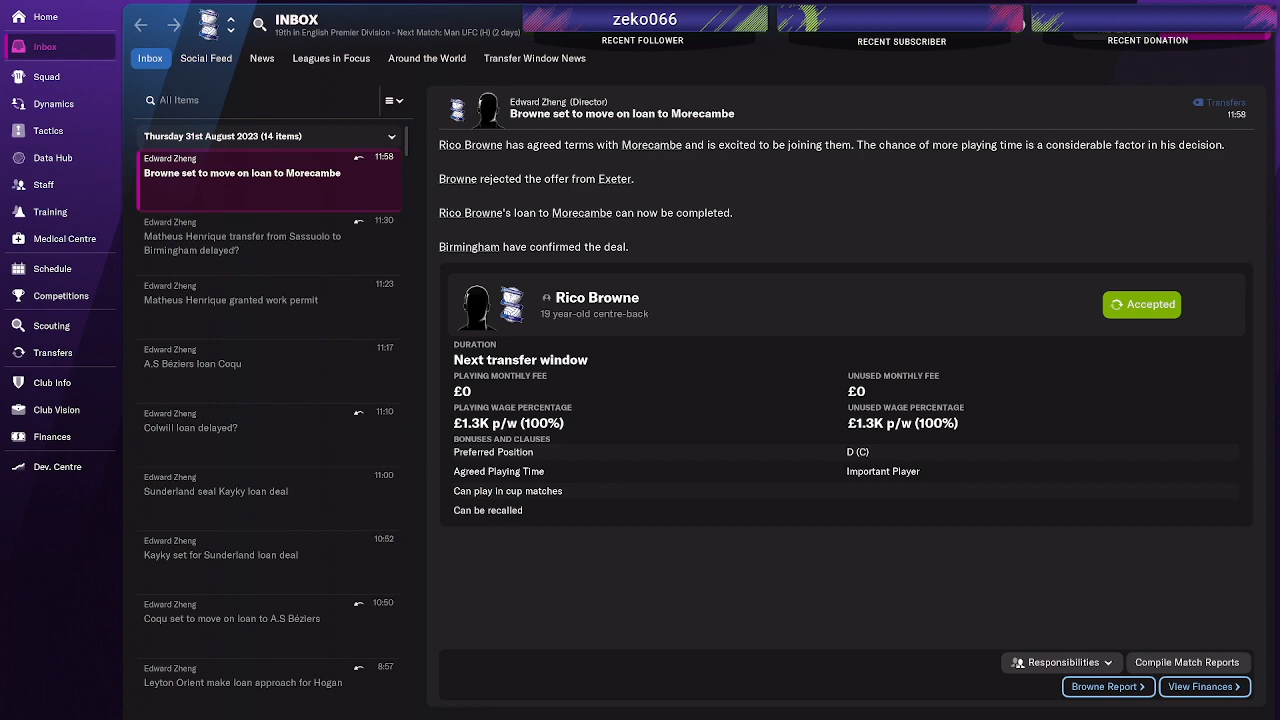 Home
Inbox
Squad
Dynamics
Tactics
Data Hub
Staff
Training
Medical Centre
Schedule
Competitions
Scouting
Transfers
Club Info
Club Vision
Finances
Dev. Centre
INBOX
19th in English Premier Division - Next Match: Man UFC (H) (2 days)
zeko066
RECENT FOLLOWER
RECENT SUBSCRIBER
RECENT DONATION
Inbox Social Feed News Leagues in Focus Around the World Transfer Window News
All Items
Thursday 31st August 2023 (14 items)
Edward Zheng 11:58
Browne set to move on loan to Morecambe
Edward Zheng 11:30
Matheus Henrique transfer from Sassuolo to
Birmingham delayed?
Edward Zheng 11:23
Matheus Henrique granted work permit
Edward Zheng 11:17
A.S Béziers loan Coqu
Edward Zheng 11:10
Colwill loan delayed?
Edward Zheng 11:00
Sunderland seal Kayky loan deal
Edward Zheng 10:52
Kayky set for Sunderland loan deal
Edward Zheng 10:50
Coqu set to move on loan to A.S Béziers
Edward Zheng 8:57
Leyton Orient make loan approach for Hogan
Edward Zheng (Director) Transfers
Browne set to move on loan to Morecambe 11:58
Rico Browne has agreed terms with Morecambe and is excited to be joining them. The chance of more playing time is a considerable factor in his decision.
Browne rejected the offer from Exeter.
Rico Browne's loan to Morecambe can now be completed.
Birmingham have confirmed the deal.
Rico Browne
19 year-old centre-back
Accepted
DURATION
Next transfer window
PLAYING MONTHLY FEE UNUSED MONTHLY FEE
£0 £0
PLAYING WAGE PERCENTAGE UNUSED WAGE PERCENTAGE
£1.3K p/w (100%) £1.3K p/w (100%)
BONUSES AND CLAUSES
Preferred Position D (C)
Agreed Playing Time Important Player
Can play in cup matches
Can be recalled
Responsibilities Compile Match Reports
Browne Report View Finances